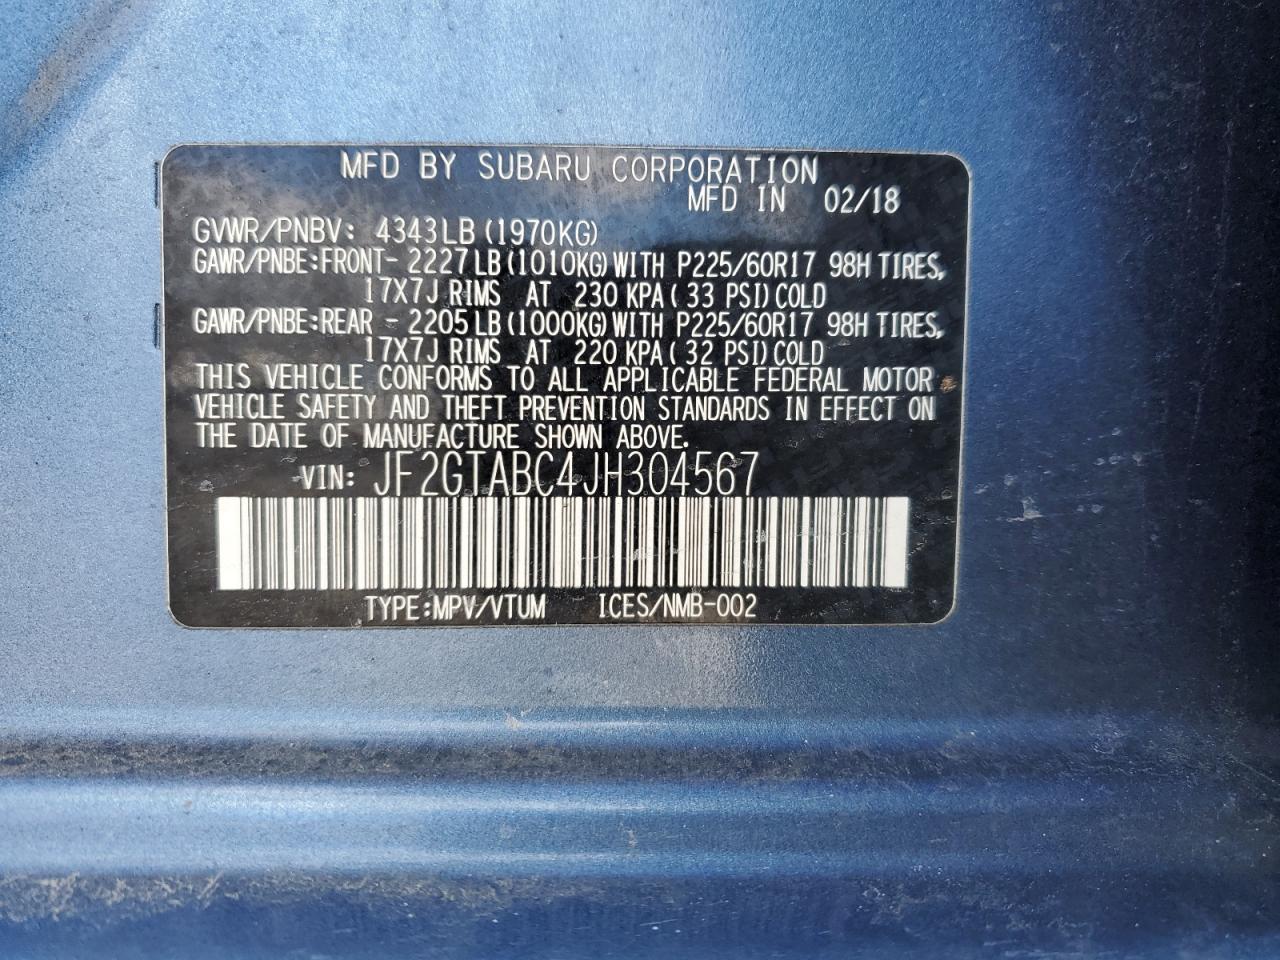 MFD BY SUBARU CORPORATION
MFD IN 02/18
GVWR/PNBV: 4343LB (1970KG)
GAWR/PNBE:FRONT- 2227LB(1010KG)WITH P225/60R17 98H TIRES,
17X7J RIMS AT 230 KPA( 33 PSI)COLD
GAWR/PNBE:REAR - 2205LB(1000KG)WITH P225/60R17 98H TIRES,
17X7J RIMS AT 220 KPA( 32 PSI)COLD
THIS VEHICLE CONFORMS TO ALL APPLICABLE FEDERAL MOTOR
VEHICLE SAFETY AND THEFT PREVENTION STANDARDS IN EFFECT ON
THE DATE OF MANUFACTURE SHOWN ABOVE.
VIN: JF2GTABC4JH304567
TYPE:MPV/VTUM ICES/NMB-002